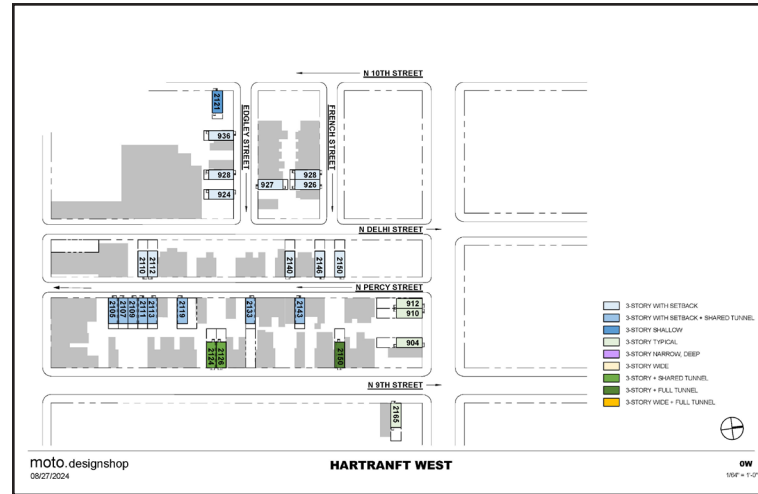 N 10TH STREET
2121
EDGLEY STREET
FRENCH STREET
936
928
924
927
928
926
N DELHI STREET
2110
2112
2140
2146
2150
N PERCY STREET
2105
2107
2109
2111
2113
2119
2133
2143
912
910
904
2124
2126
2150
N 9TH STREET
2165
3-STORY WITH SETBACK
3-STORY WITH SETBACK + SHARED TUNNEL
3-STORY SHALLOW
3-STORY TYPICAL
3-STORY NARROW, DEEP
3-STORY WIDE
3-STORY + SHARED TUNNEL
3-STORY + FULL TUNNEL
3-STORY WIDE + FULL TUNNEL
moto.designshop
08/27/2024
HARTRANFT WEST
0W
1/64" = 1'-0"